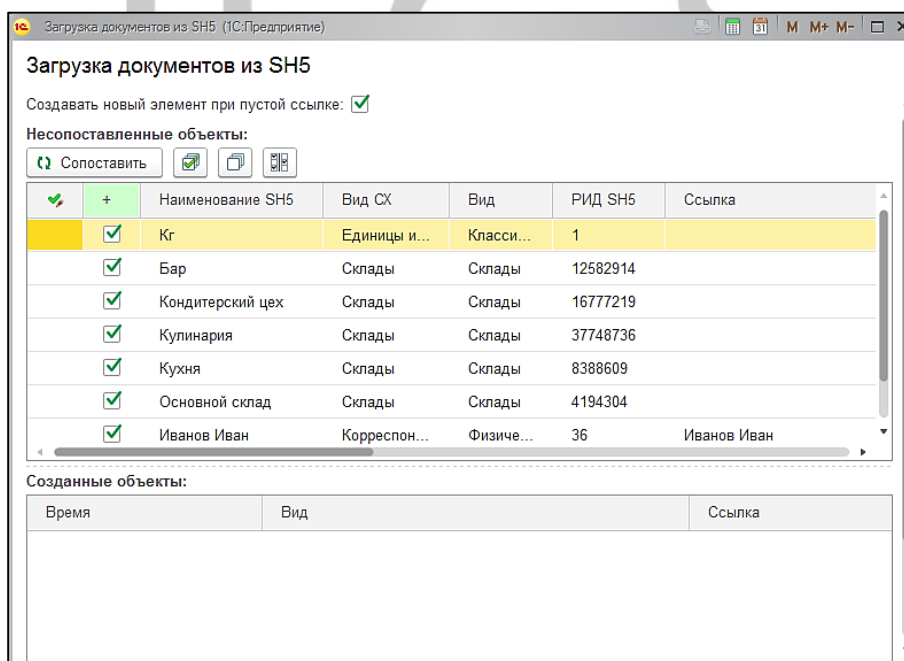 Загрузка документов из SH5 (1С:Предприятие)
31 M M+ M-
Загрузка документов из SH5
Создавать новый элемент при пустой ссылке:
Несопоставленные объекты:
Сопоставить
+ Наименование SH5 Вид СХ Вид РИД SH5 Ссылка
Кг Единицы и... Класси... 1
Бар Склады Склады 12582914
Кондитерский цех Склады Склады 16777219
Кулинария Склады Склады 37748736
Кухня Склады Склады 8388609
Основной склад Склады Склады 4194304
Иванов Иван Корреспон... Физиче... 36 Иванов Иван
Созданные объекты:
Время Вид Ссылка